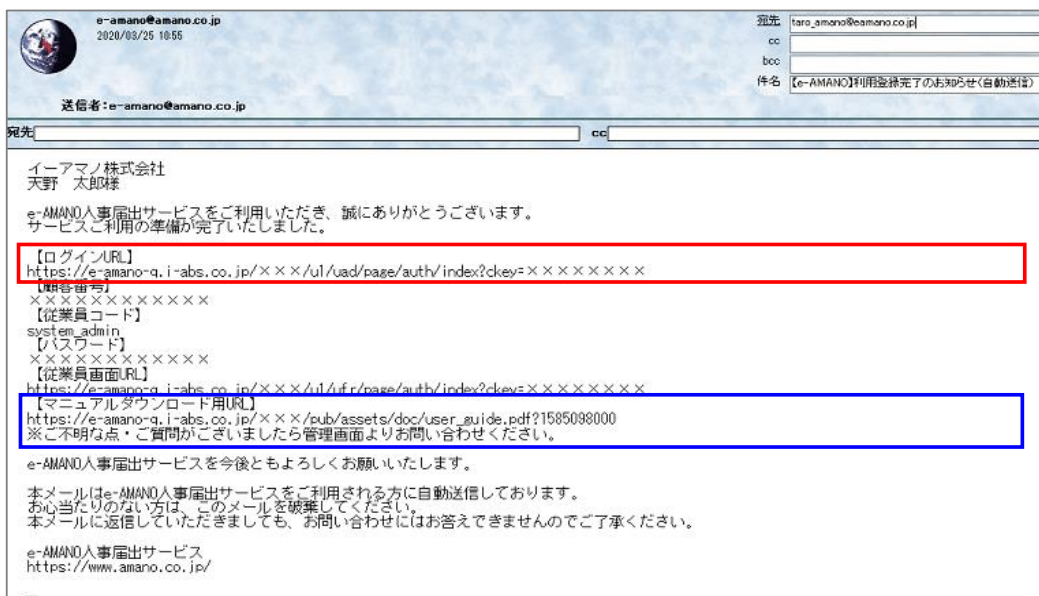 e-amano@amano.co.jp
2020/03/25 10:55
宛先 taro_amano@eamano.co.jp
cc
bcc
件名 【e-AMANO】利用登録完了のお知らせ(自動送信)
送信者:e-amano@amano.co.jp
宛先 cc
イーアマノ株式会社
天野 太郎様
e-AMANO人事届出サービスをご利用いただき、誠にありがとうございます。
サービスご利用の準備が完了いたしました。
【ログインURL】
https://e-amano-q.i-abs.co.jp/×××/u1/uad/page/auth/index?ckey=××××××××
【顧客番号】
××××××××××××
【従業員コード】
system_admin
【パスワード】
××××××××××××
【従業員画面URL】
https://e-amano-q.i-abs.co.jp/×××/u1/ufr/page/auth/index?ckey=××××××××
【マニュアルダウンロード用URL】
https://e-amano-q.i-abs.co.jp/×××/pub/assets/doc/user_guide.pdf?1585098000
※ご不明な点・ご質問がございましたら管理画面よりお問い合わせください。
e-AMANO人事届出サービスを今後ともよろしくお願いいたします。
本メールはe-AMANO人事届出サービスをご利用される方に自動送信しております。
お心当たりのない方は、このメールを破棄してください。
本メールに返信していただきましても、お問い合わせにはお答えできませんのでご了承ください。
e-AMANO人事届出サービス
https://www.amano.co.jp/